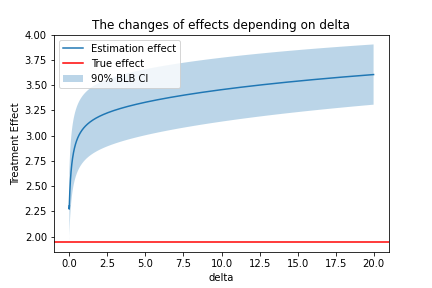 The changes of effects depending on delta
Estimation effect
True effect
90% BLB CI
Treatment Effect
4.00
3.75
3.50
3.25
3.00
2.75
2.50
2.25
2.00
0.0 2.5 5.0 7.5 10.0 12.5 15.0 17.5 20.0
delta